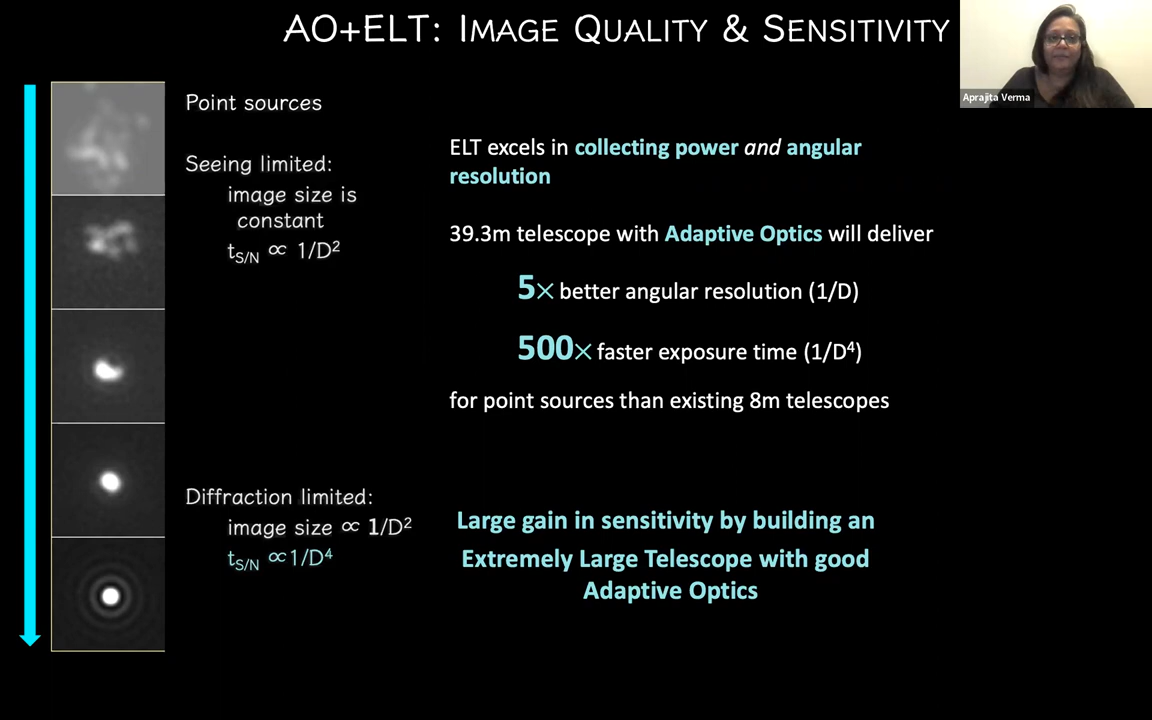 AO+ELT: IMAGE QUALITY & SENSITIVITY
Aprajita Verma
Point sources
Seeing limited:
image size is
constant
tS/N ∝ 1/D²
ELT excels in collecting power and angular
resolution
39.3m telescope with Adaptive Optics will deliver
5× better angular resolution (1/D)
500× faster exposure time (1/D⁴)
for point sources than existing 8m telescopes
Diffraction limited:
image size ∝ 1/D²
tS/N ∝1/D⁴
Large gain in sensitivity by building an
Extremely Large Telescope with good
Adaptive Optics